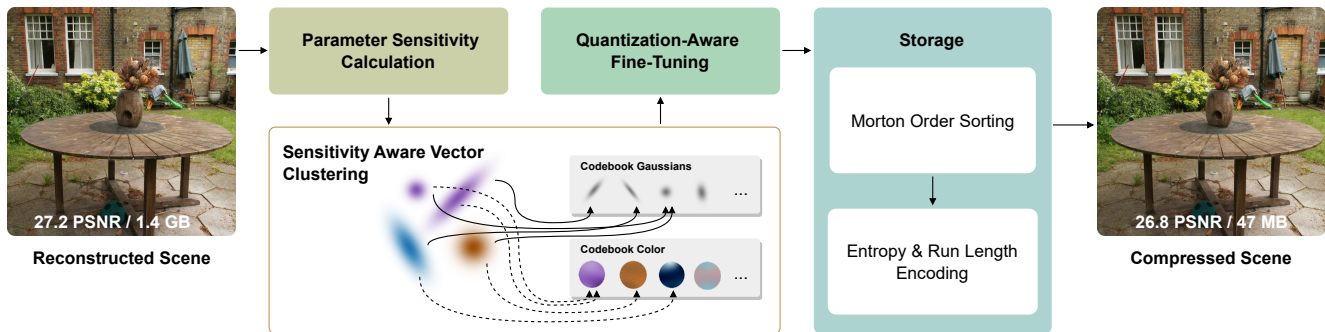 27.2 PSNR / 1.4 GB
Reconstructed Scene
Parameter Sensitivity
Calculation
Sensitivity Aware Vector
Clustering
Codebook Gaussians
...
Codebook Color
...
Quantization-Aware
Fine-Tuning
Storage
Morton Order Sorting
Entropy & Run Length
Encoding
26.8 PSNR / 47 MB
Compressed Scene